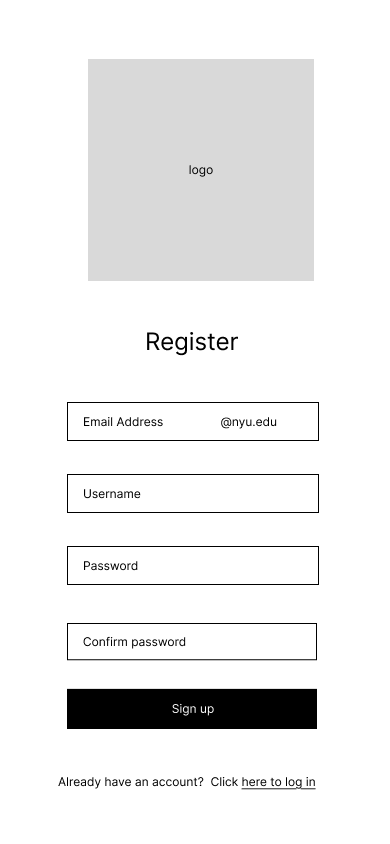 logo
Register
Email Address @nyu.edu
Username
Password
Confirm password
Sign up
Already have an account? Click here to log in